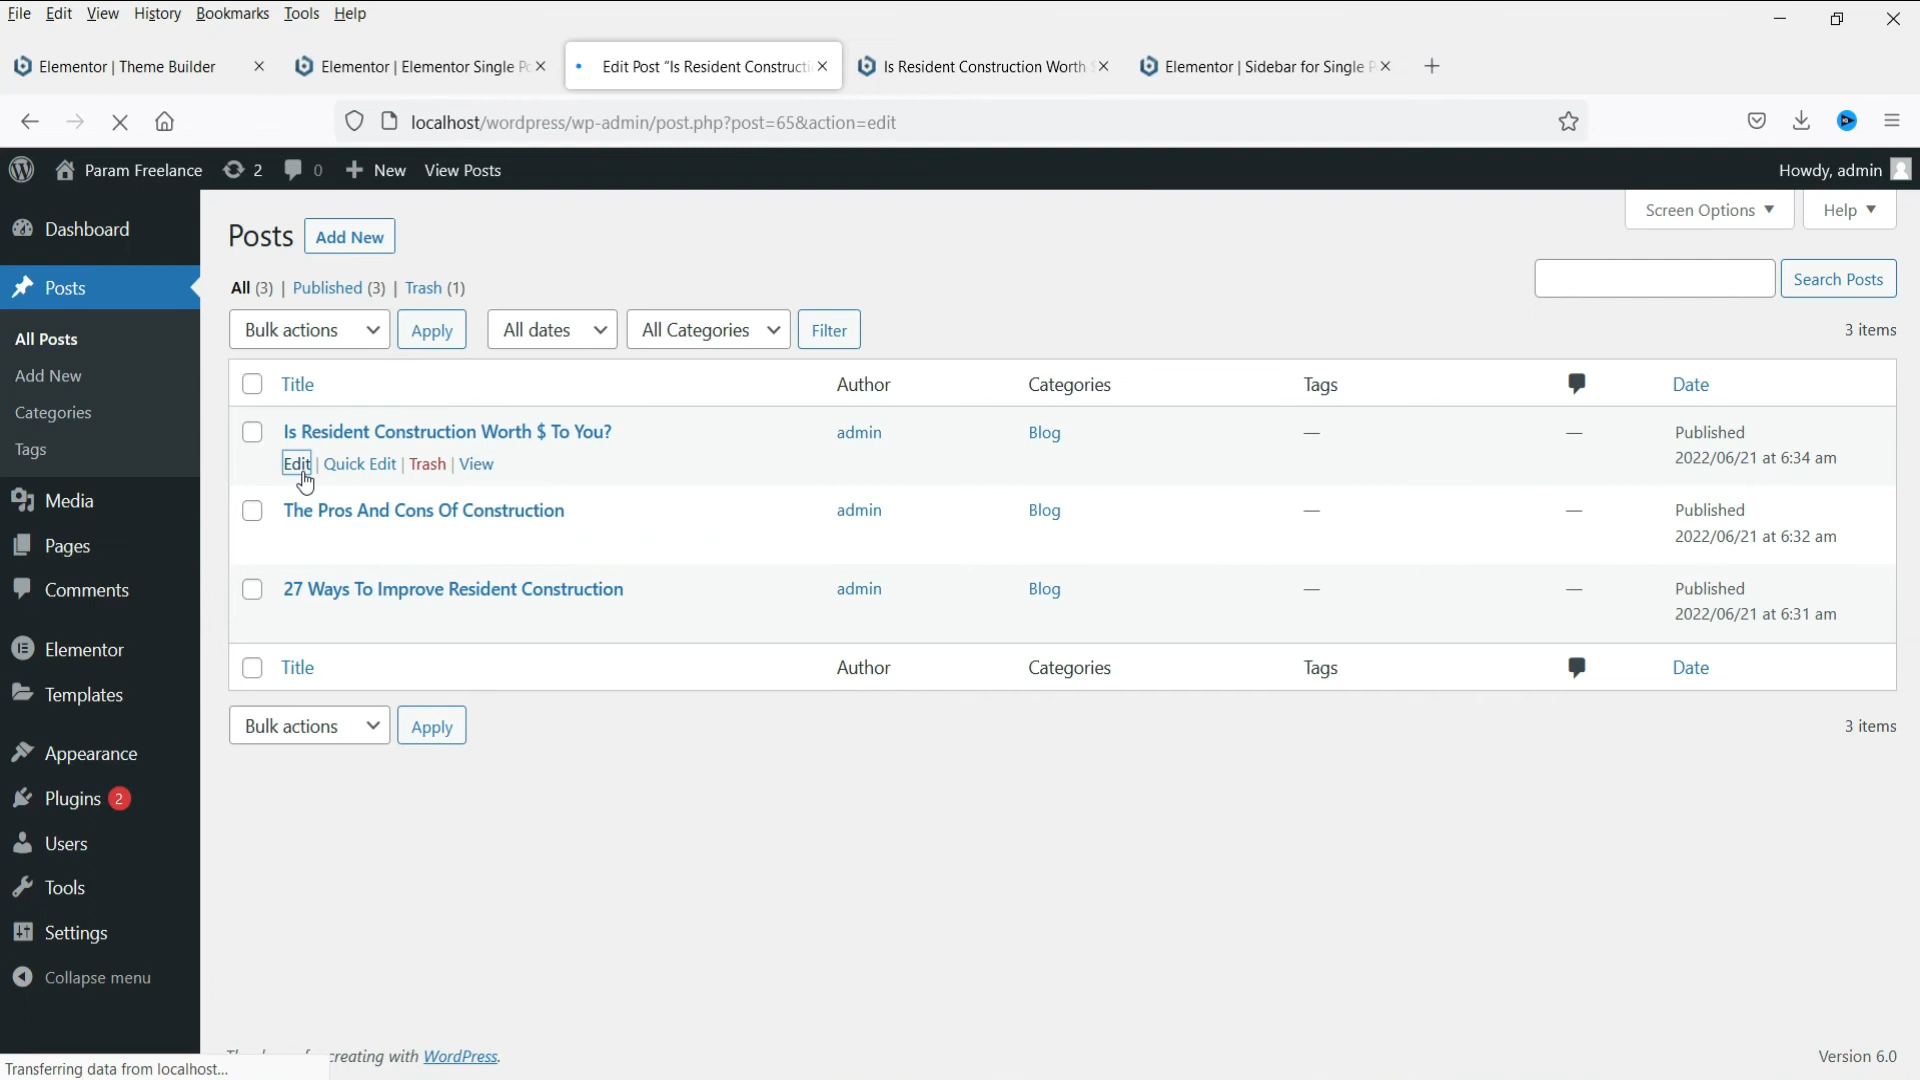 File Edit View History Bookmarks Tools Help
Elementor | Theme Builder
Elementor | Elementor Single Po
Edit Post “Is Resident Constructi
Is Resident Construction Worth $
Elementor | Sidebar for Single P
localhost/wordpress/wp-admin/post.php?post=65&action=edit
Param Freelance 2 0 New View Posts Howdy, admin
Screen Options Help
Dashboard
Posts
All Posts
Add New
Categories
Tags
Media
Pages
Comments
Elementor
Templates
Appearance
Plugins 2
Users
Tools
Settings
Collapse menu
Posts Add New
All (3) | Published (3) | Trash (1)
Search Posts
Bulk actions Apply All dates All Categories Filter 3 items
Title Author Categories Tags Date
Is Resident Construction Worth $ To You? admin Blog — — Published
Edit | Quick Edit | Trash | View 2022/06/21 at 6:34 am
The Pros And Cons Of Construction admin Blog — — Published
2022/06/21 at 6:32 am
27 Ways To Improve Resident Construction admin Blog — — Published
2022/06/21 at 6:31 am
Title Author Categories Tags Date
Bulk actions Apply 3 items
creating with WordPress. Version 6.0
Transferring data from localhost...